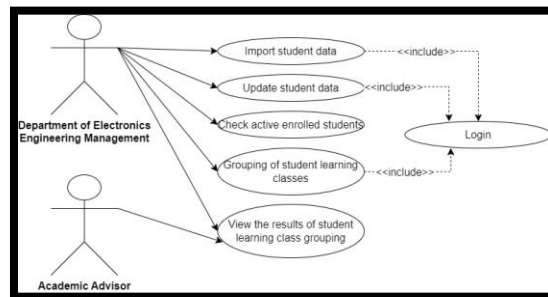 Import student data
<<include>>
Update student data
<<include>>
Department of Electronics
Engineering Management
Check active enrolled students
Login
Grouping of student learning
classes
<<include>>
View the results of student
learning class grouping
Academic Advisor